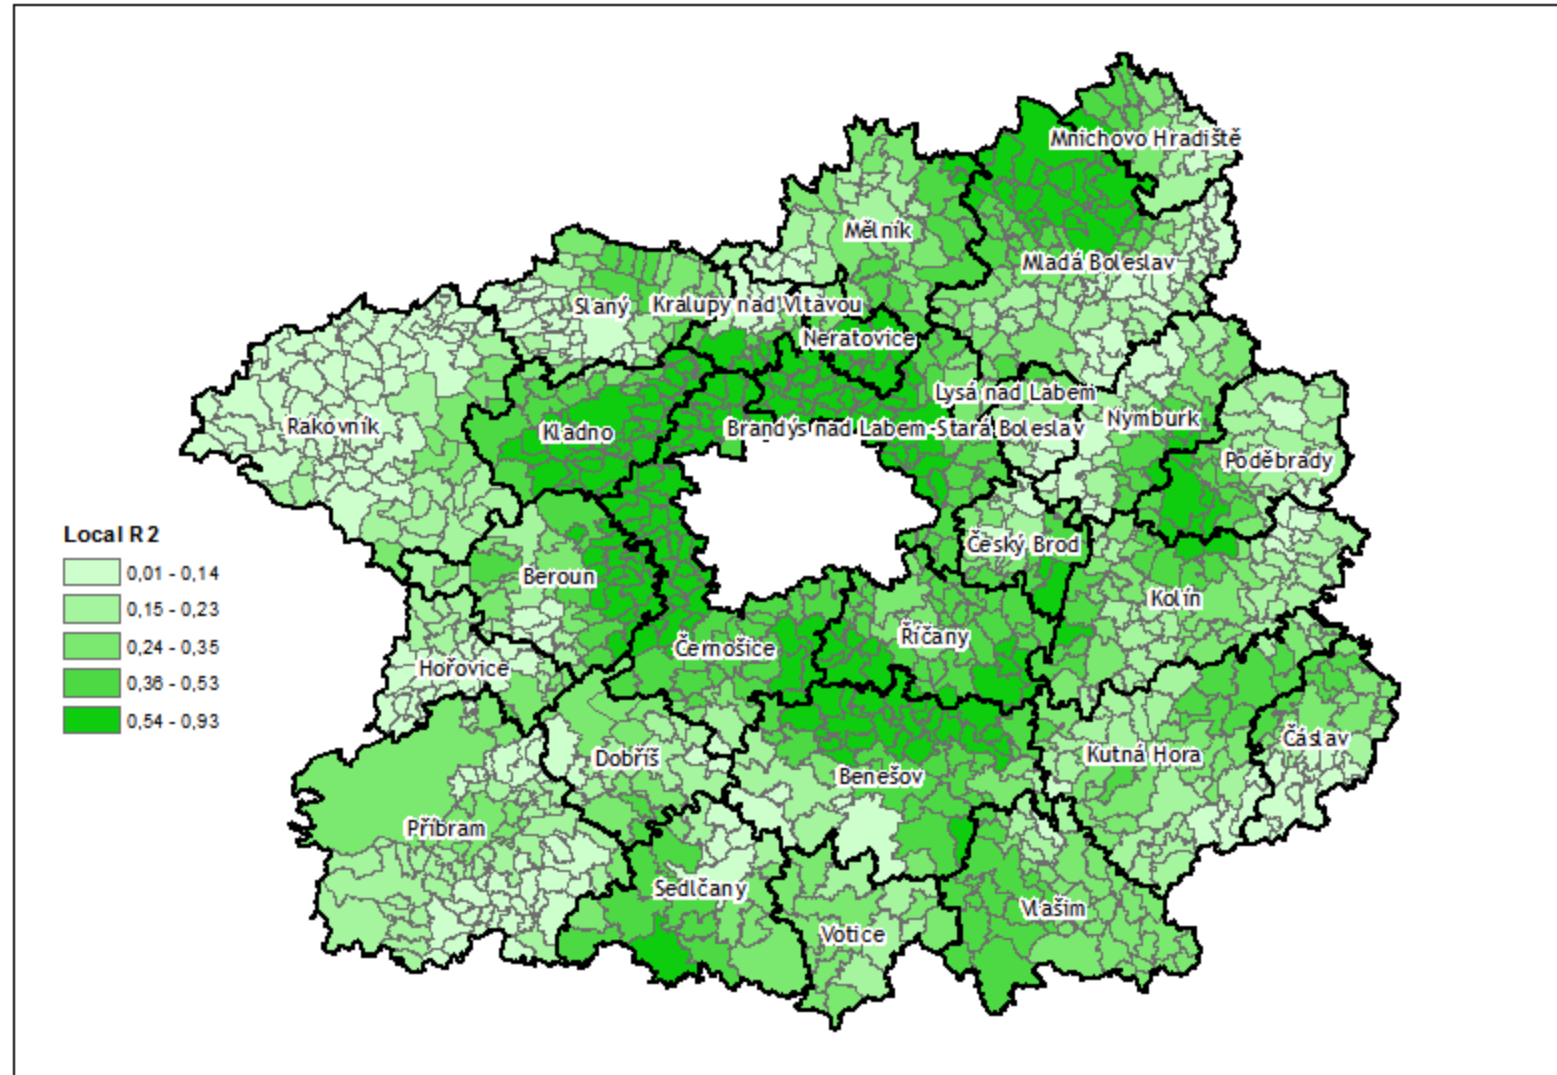 Mnichovo Hradiště
Mělník
Mladá Boleslav
Slaný
Kralupy nad Vltavou
Neratovice
Lysá nad Labem
Rakovník
Kladno
Brandýs nad Labem-Stará Boleslav
Nymburk
Poděbrady
Local R2
0,01 - 0,14
0,15 - 0,23
0,24 - 0,35
0,36 - 0,53
0,54 - 0,93
Český Brod
Beroun
Kolín
Říčany
Černošice
Hořovice
Čáslav
Dobříš
Kutná Hora
Benešov
Příbram
Sedlčany
Vlašim
Votice